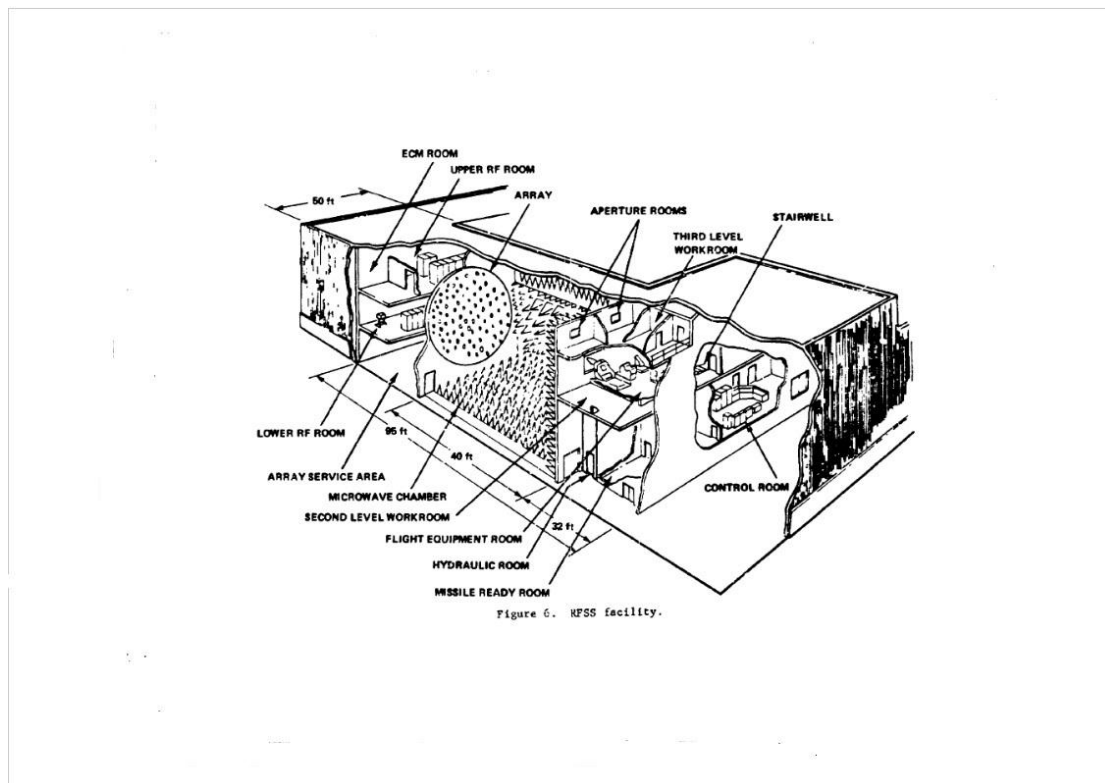 ECM ROOM
UPPER RF ROOM
50 ft
ARRAY
APERTURE ROOMS
STAIRWELL
THIRD LEVEL
WORKROOM
LOWER RF ROOM
95 ft
40 ft
ARRAY SERVICE AREA
MICROWAVE CHAMBER
CONTROL ROOM
SECOND LEVEL WORKROOM
32 ft
FLIGHT EQUIPMENT ROOM
HYDRAULIC ROOM
MISSILE READY ROOM
Figure 6. RFSS facility.